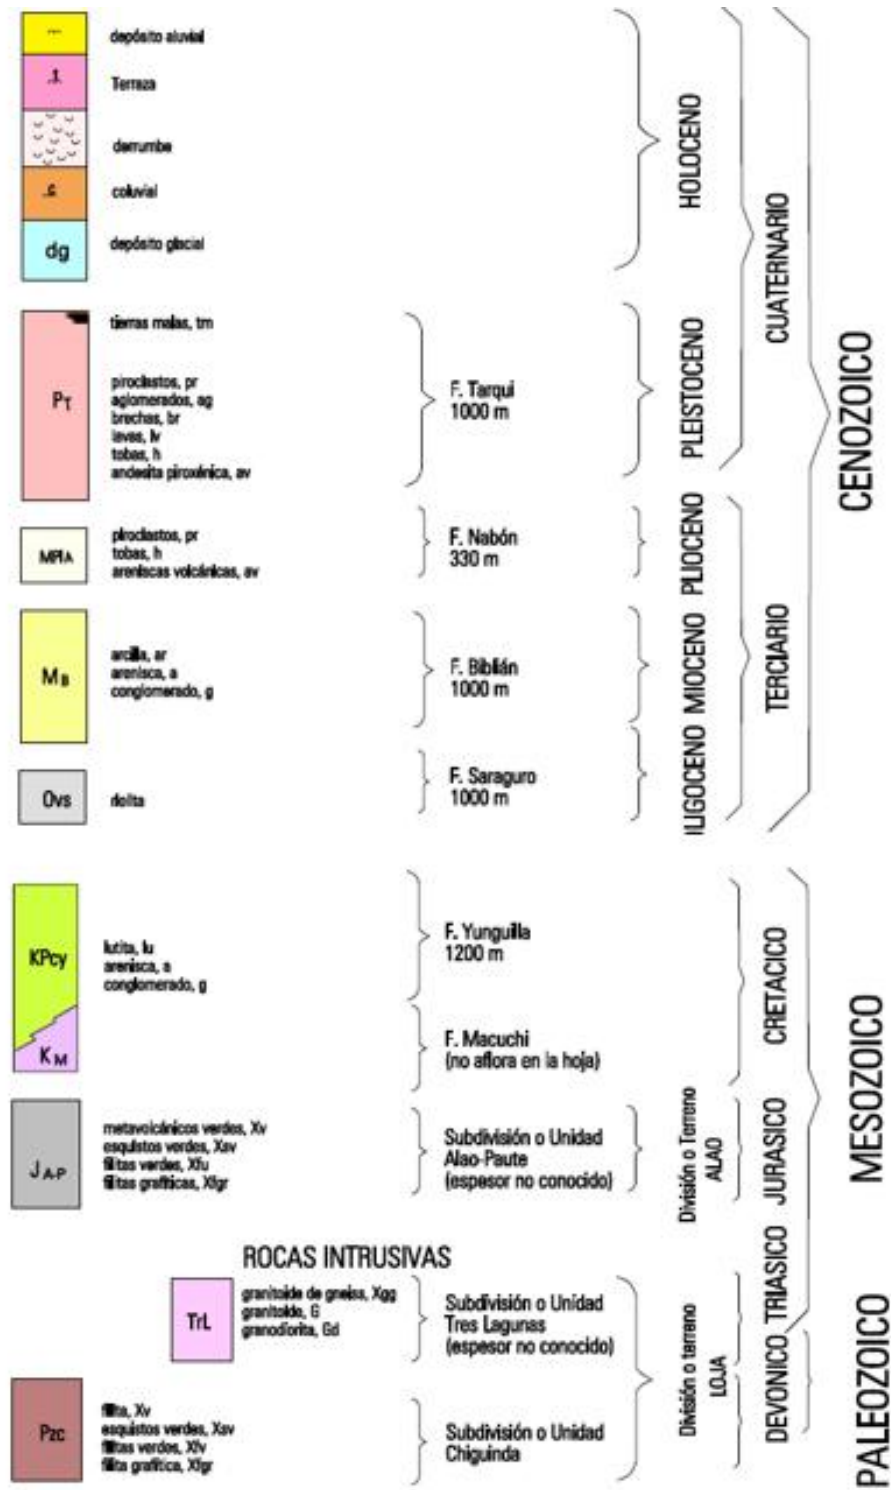 depósito aluvial
t
Terraza
derrumbe
c
coluvial
dg
depósito glacial
HOLOCENO
CUATERNARIO
CENOZOICO
tierras malas, tm
PT
piroclastos, pr
aglomerados, ag
brechas, br
lavas, lv
tobas, h
andesita piroxénica, av
F. Tarqui
1000 m
PLEISTOCENO
MPlA
piroclastos, pr
tobas, h
areniscas volcánicas, av
F. Nabón
330 m
PLIOCENO
TERCIARIO
MB
arcilla, ar
arenisca, a
conglomerado, g
F. Biblián
1000 m
MIOCENO
Ovs
riolita
F. Saraguro
1000 m
LIGOCENO
KPcy
lutita, lu
arenisca, a
conglomerado, g
F. Yunguilla
1200 m
CRETACICO
MESOZOICO
KM
F. Macuchi
(no aflora en la hoja)
JA-P
metavolcánicos verdes, Xv
esquistos verdes, Xsv
filitas verdes, Xfu
filitas grafíticas, Xfgr
Subdivisión o Unidad
Alao-Paute
(espesor no conocido)
División o Terreno
ALAO
JURASICO
ROCAS INTRUSIVAS
TrL
granitoide de gneiss, Xgg
granitoide, G
granodiorita, Gd
Subdivisión o Unidad
Tres Lagunas
(espesor no conocido)
División o terreno
LOJA
TRIASICO
Pzc
filita, Xv
esquistos verdes, Xsv
filitas verdes, Xfv
filita grafítica, Xfgr
Subdivisión o Unidad
Chiguinda
DEVONICO
PALEOZOICO